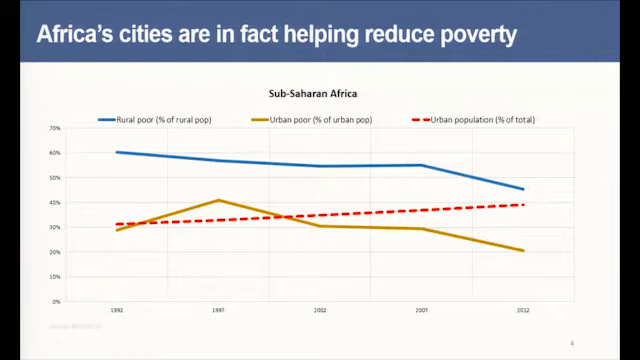 Africa's cities are in fact helping reduce poverty
Sub-Saharan Africa
Rural poor (% of rural pop) Urban poor (% of urban pop) Urban population (% of total)
70%
60%
50%
40%
30%
20%
10%
0%
1992 1997 2002 2007 2012
4